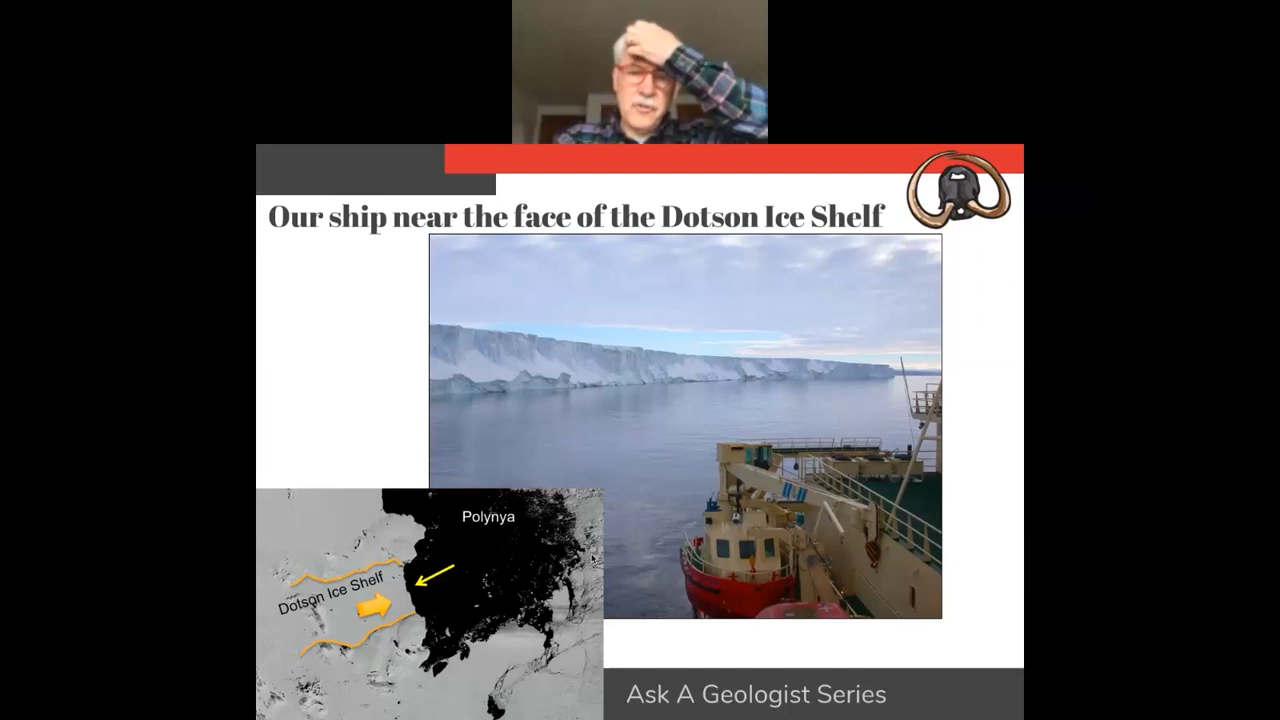 Our ship near the face of the Dotson Ice Shelf
Polynya
Dotson Ice Shelf
Ask A Geologist Series